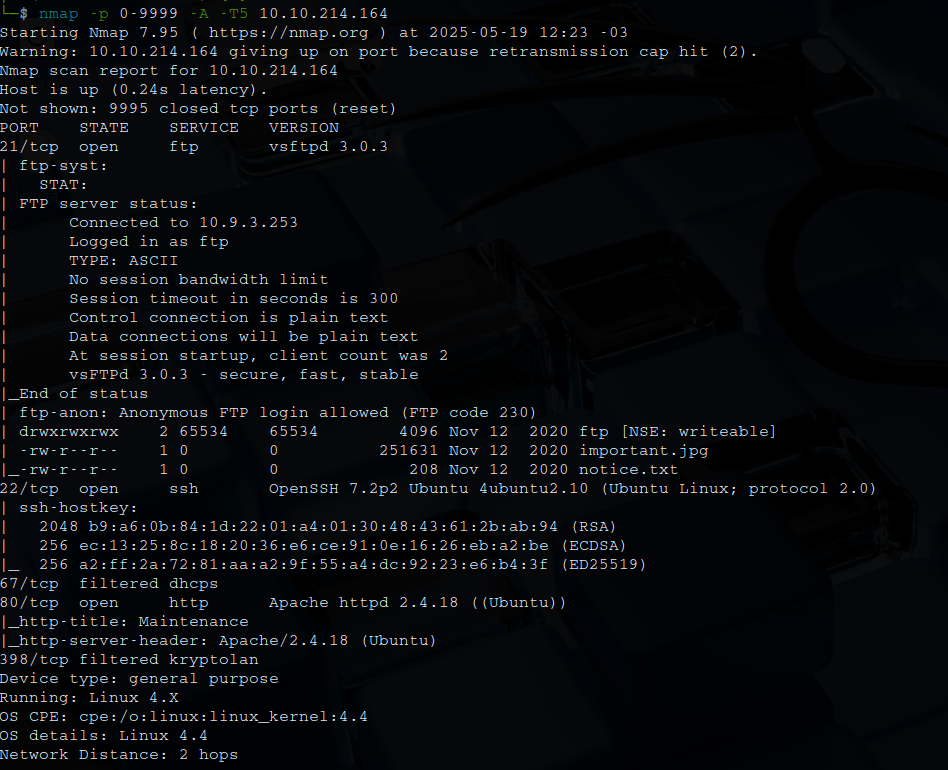 └─$ nmap -p 0-9999 -A -T5 10.10.214.164
Starting Nmap 7.95 ( https://nmap.org ) at 2025-05-19 12:23 -03
Warning: 10.10.214.164 giving up on port because retransmission cap hit (2).
Nmap scan report for 10.10.214.164
Host is up (0.24s latency).
Not shown: 9995 closed tcp ports (reset)
PORT    STATE    SERVICE   VERSION
21/tcp  open     ftp       vsftpd 3.0.3
| ftp-syst:
|   STAT:
| FTP server status:
|      Connected to 10.9.3.253
|      Logged in as ftp
|      TYPE: ASCII
|      No session bandwidth limit
|      Session timeout in seconds is 300
|      Control connection is plain text
|      Data connections will be plain text
|      At session startup, client count was 2
|      vsFTPd 3.0.3 - secure, fast, stable
|_End of status
| ftp-anon: Anonymous FTP login allowed (FTP code 230)
| drwxrwxrwx    2 65534    65534        4096 Nov 12  2020 ftp [NSE: writeable]
| -rw-r--r--    1 0        0          251631 Nov 12  2020 important.jpg
|_-rw-r--r--    1 0        0             208 Nov 12  2020 notice.txt
22/tcp  open     ssh       OpenSSH 7.2p2 Ubuntu 4ubuntu2.10 (Ubuntu Linux; protocol 2.0)
| ssh-hostkey:
|   2048 b9:a6:0b:84:1d:22:01:a4:01:30:48:43:61:2b:ab:94 (RSA)
|   256 ec:13:25:8c:18:20:36:e6:ce:91:0e:16:26:eb:a2:be (ECDSA)
|_  256 a2:ff:2a:72:81:aa:a2:9f:55:a4:dc:92:23:e6:b4:3f (ED25519)
67/tcp  filtered dhcps
80/tcp  open     http      Apache httpd 2.4.18 ((Ubuntu))
|_http-title: Maintenance
|_http-server-header: Apache/2.4.18 (Ubuntu)
398/tcp filtered kryptolan
Device type: general purpose
Running: Linux 4.X
OS CPE: cpe:/o:linux:linux_kernel:4.4
OS details: Linux 4.4
Network Distance: 2 hops